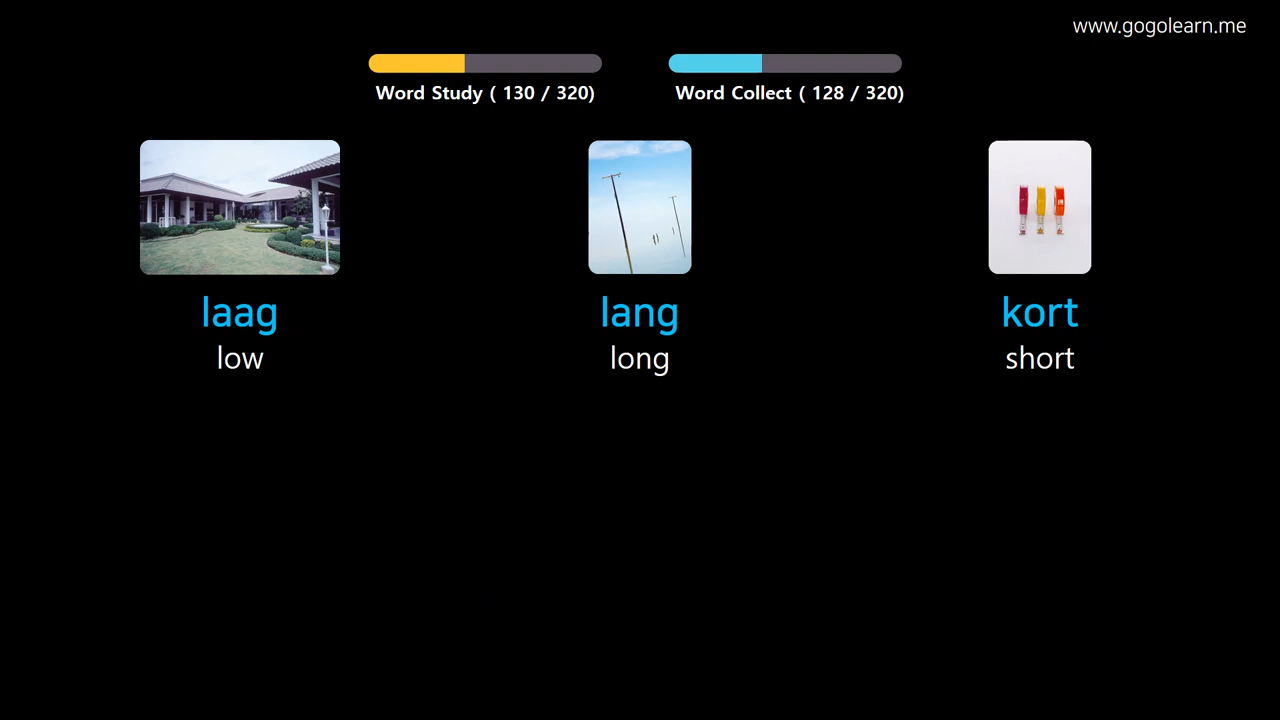 www.gogolearn.me
Word Study ( 130 / 320)
Word Collect ( 128 / 320)
laag
low
lang
long
kort
short